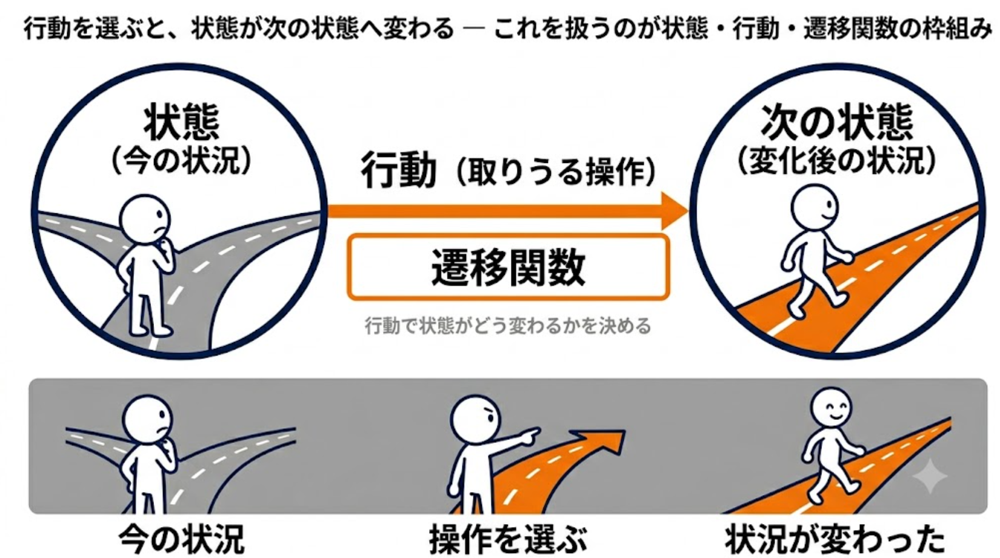 行動を選ぶと、状態が次の状態へ変わる — これを扱うのが状態・行動・遷移関数の枠組み
状態
（今の状況）
行動（取りうる操作）
遷移関数
行動で状態がどう変わるかを決める
次の状態
（変化後の状況）
今の状況
操作を選ぶ
状況が変わった